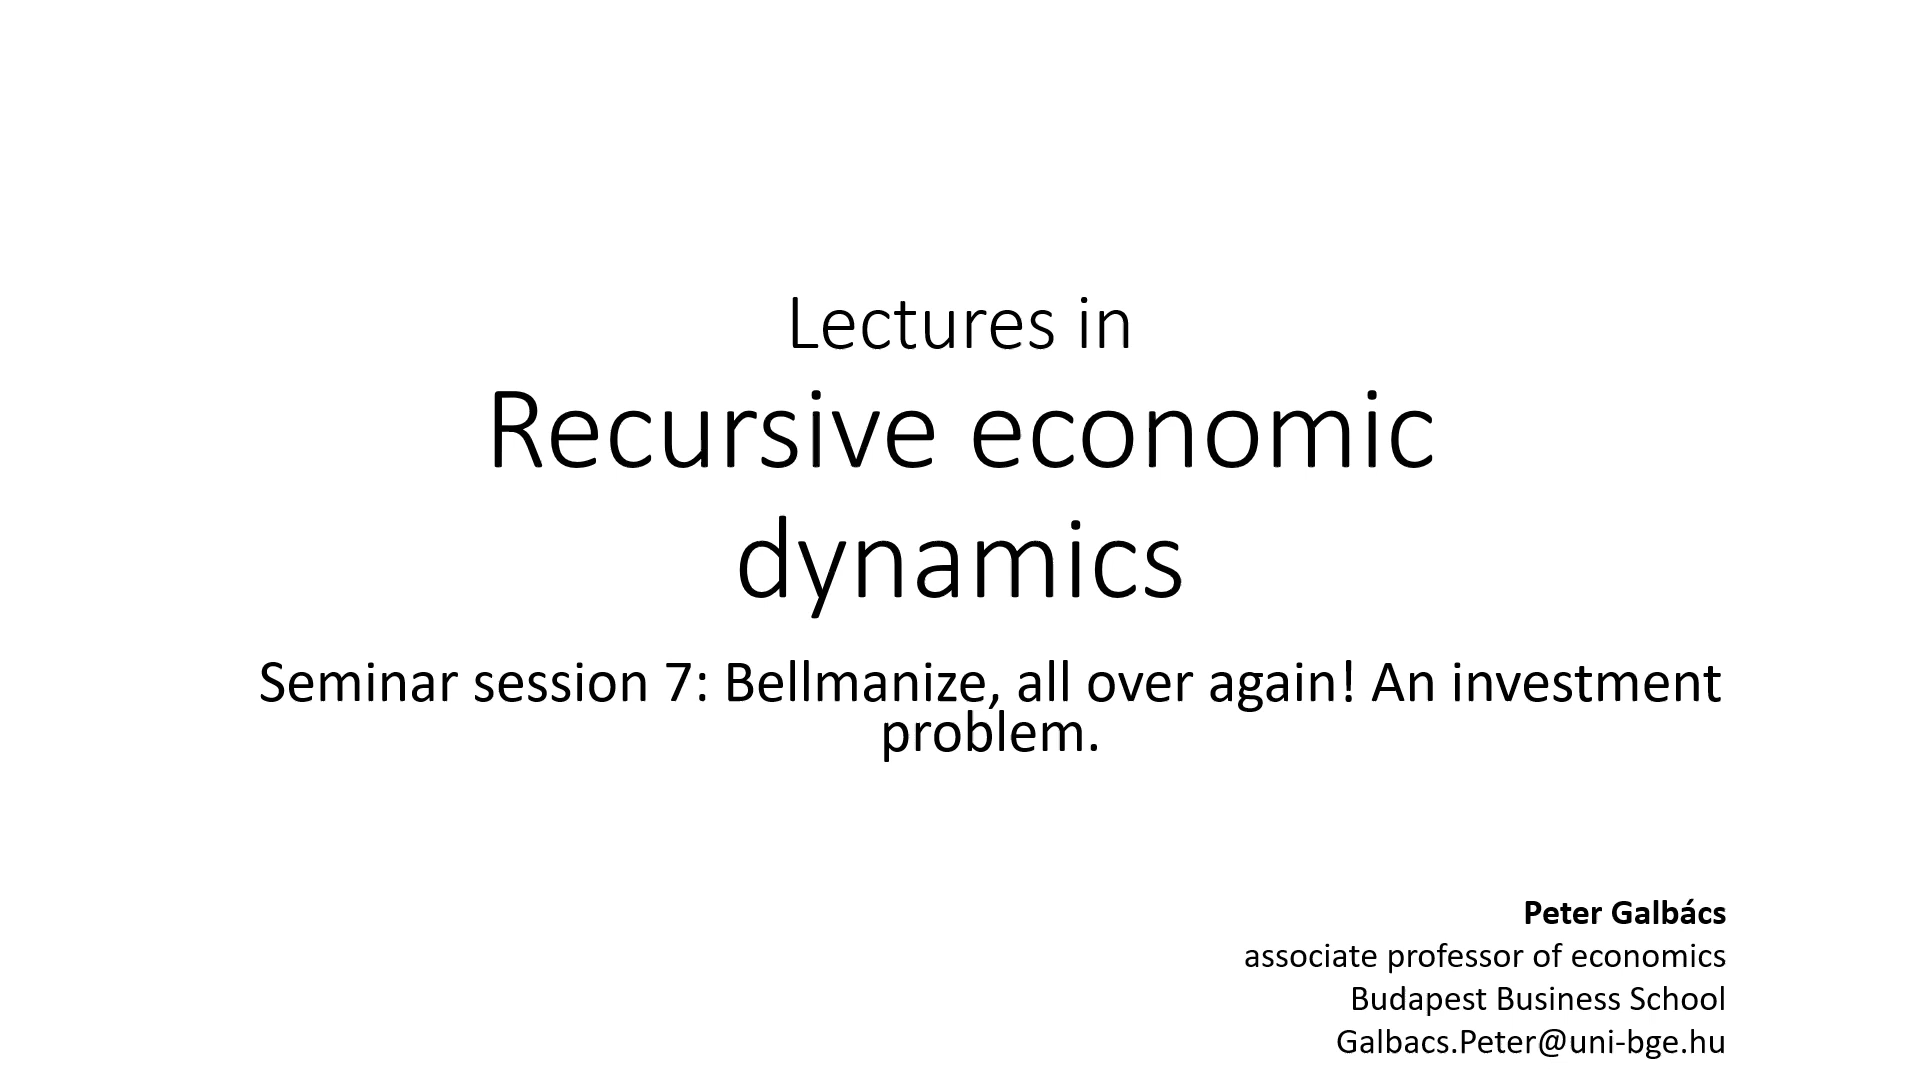 Lectures in
Recursive economic
dynamics
Seminar session 7: Bellmanize, all over again! An investment
problem.
Peter Galbács
associate professor of economics
Budapest Business School
Galbacs.Peter@uni-bge.hu